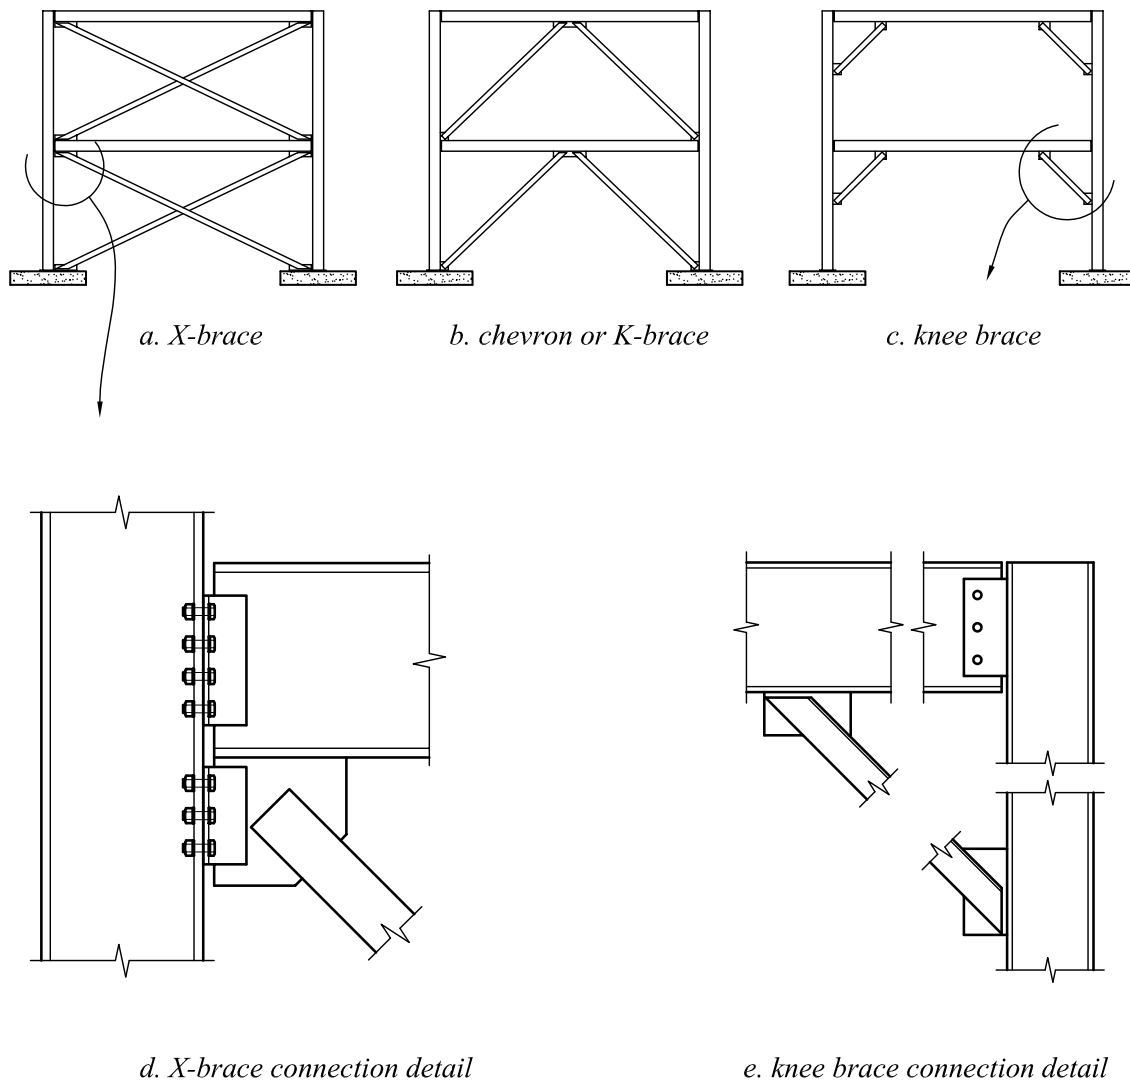 a. X-brace
b. chevron or K-brace
c. knee brace
d. X-brace connection detail
e. knee brace connection detail